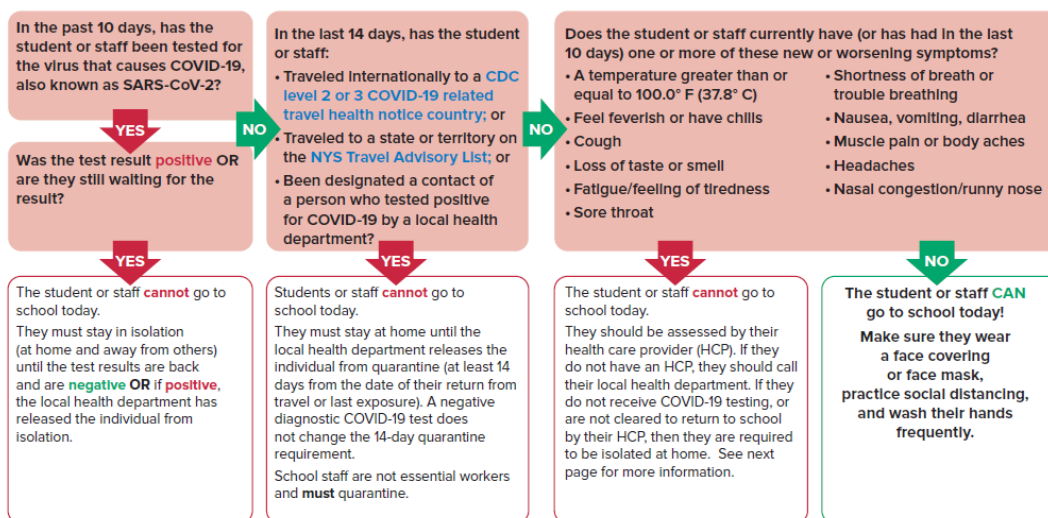 In the past 10 days, has the
student or staff been tested for
the virus that causes COVID-19,
also known as SARS-CoV-2?
YES
NO
Was the test result positive OR
are they still waiting for the
result?
YES
The student or staff cannot go to
school today.
They must stay in isolation
(at home and away from others)
until the test results are back
and are negative OR if positive,
the local health department has
released the individual from
isolation.
In the last 14 days, has the student
or staff:
• Traveled internationally to a CDC
level 2 or 3 COVID-19 related
travel health notice country; or
• Traveled to a state or territory on
the NYS Travel Advisory List; or
• Been designated a contact of
a person who tested positive
for COVID-19 by a local health
department?
NO
YES
Students or staff cannot go to
school today.
They must stay at home until the
local health department releases the
individual from quarantine (at least 14
days from the date of their return from
travel or last exposure). A negative
diagnostic COVID-19 test does
not change the 14-day quarantine
requirement.
School staff are not essential workers
and must quarantine.
Does the student or staff currently have (or has had in the last
10 days) one or more of these new or worsening symptoms?
• A temperature greater than or
equal to 100.0° F (37.8° C)
• Feel feverish or have chills
• Cough
• Loss of taste or smell
• Fatigue/feeling of tiredness
• Sore throat
• Shortness of breath or
trouble breathing
• Nausea, vomiting, diarrhea
• Muscle pain or body aches
• Headaches
• Nasal congestion/runny nose
YES
The student or staff cannot go to
school today.
They should be assessed by their
health care provider (HCP). If they
do not have an HCP, they should call
their local health department. If they
do not receive COVID-19 testing, or
are not cleared to return to school
by their HCP, then they are required
to be isolated at home. See next
page for more information.
NO
The student or staff CAN
go to school today!
Make sure they wear
a face covering
or face mask,
practice social distancing,
and wash their hands
frequently.